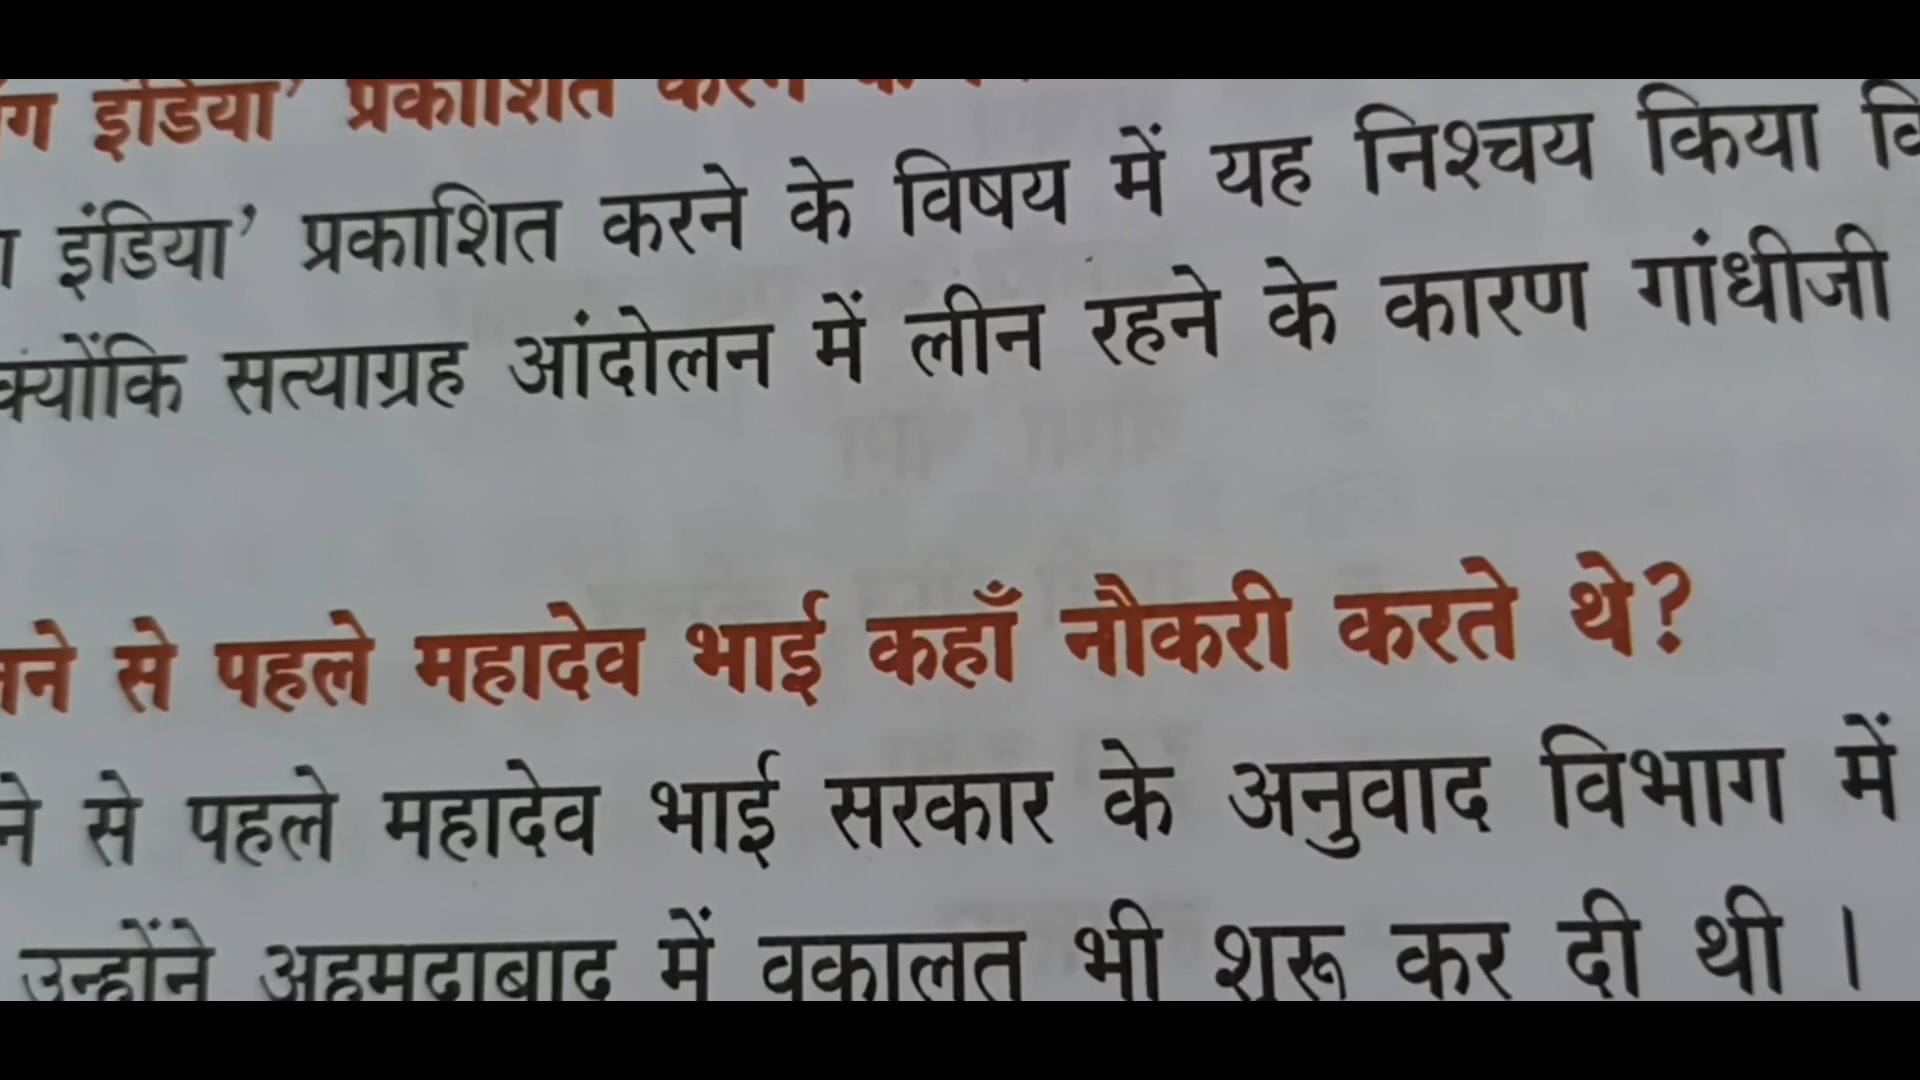 इंडिया’ प्रकाशित करने
इंडिया’ प्रकाशित करने के विषय में यह निश्चय किया
क्योंकि सत्याग्रह आंदोलन में लीन रहने के कारण गांधीजी
से पहले महादेव भाई कहाँ नौकरी करते थे?
से पहले महादेव भाई सरकार के अनुवाद विभाग में
उन्होंने अहमदाबाद में वकालत भी शुरू कर दी थी ।